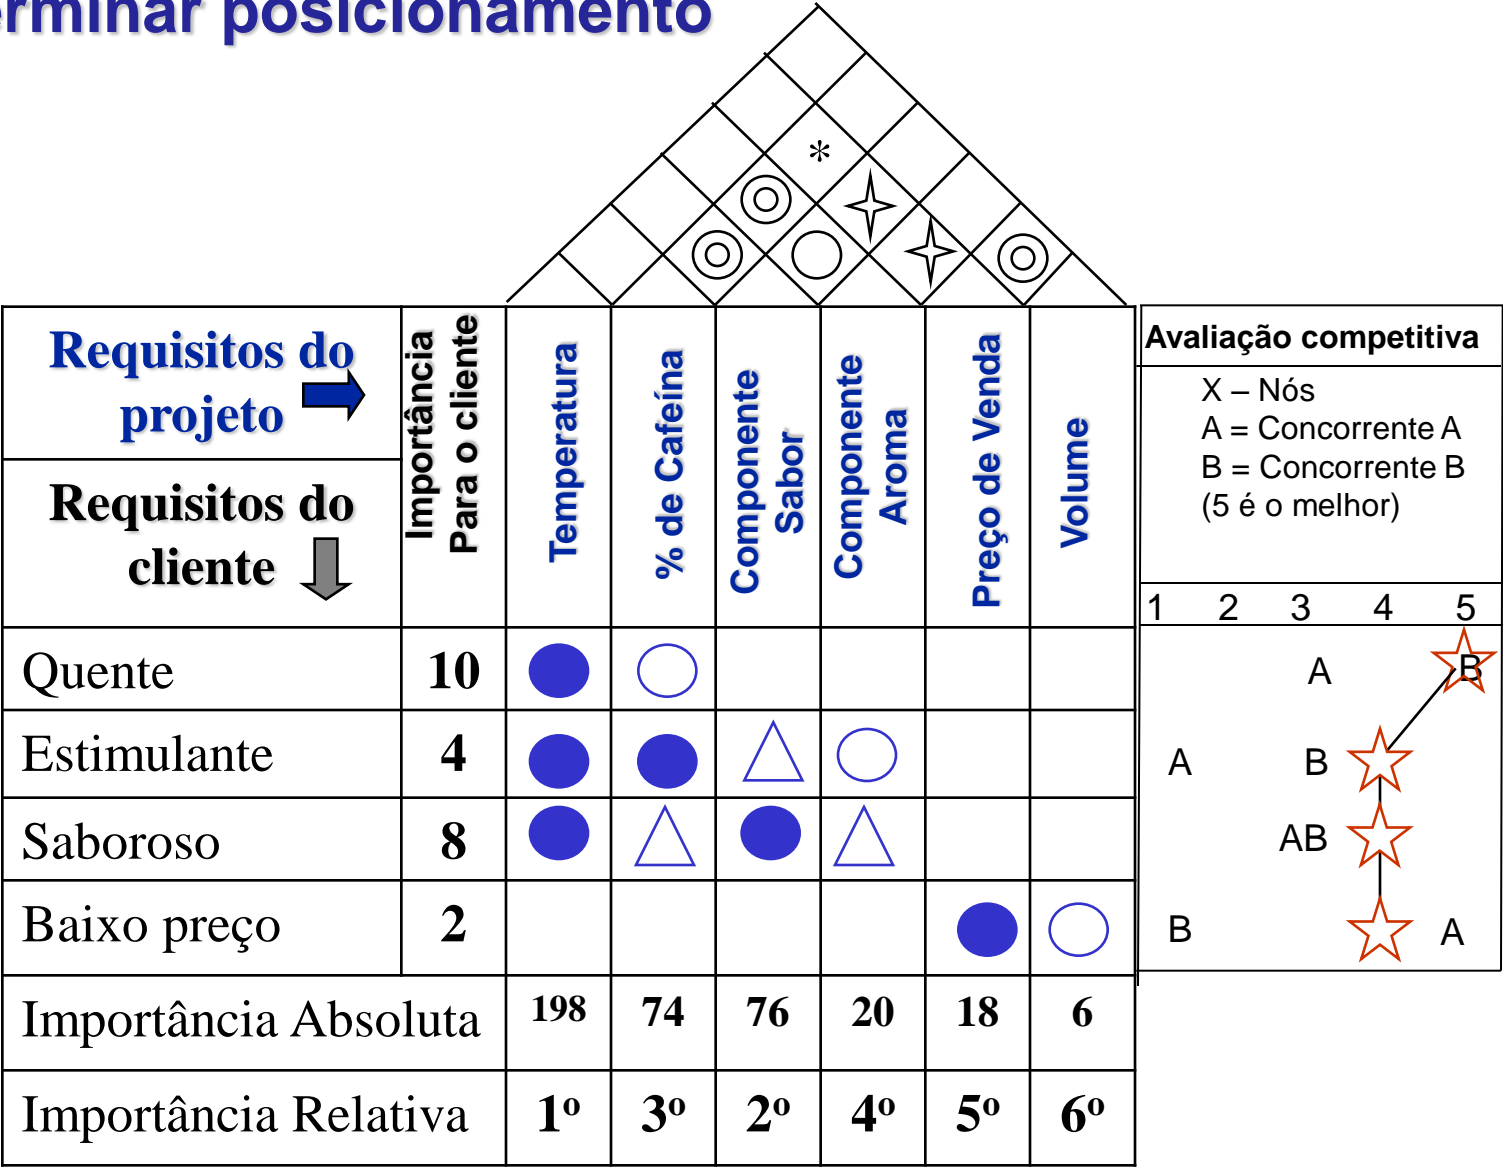 erminar posicionamento
*
Requisitos do
projeto
Requisitos do
cliente
Importância
Para o cliente
Temperatura
% de Cafeína
Componente
Sabor
Componente
Aroma
Preço de Venda
Volume
Avaliação competitiva
X – Nós
A = Concorrente A
B = Concorrente B
(5 é o melhor)
1 2 3 4 5
Quente 10 A B
Estimulante 4 A B
Saboroso 8 AB
Baixo preço 2 B A
Importância Absoluta 198 74 76 20 18 6
Importância Relativa 1º 3º 2º 4º 5º 6º